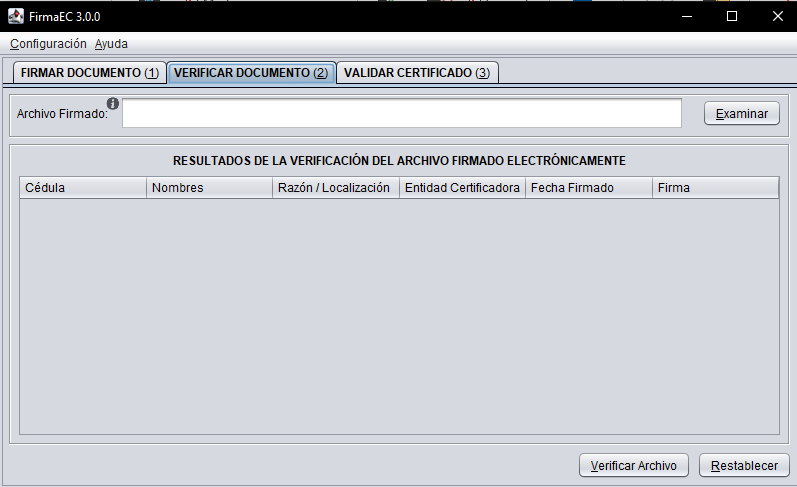 FirmaEC 3.0.0
Configuración Ayuda
FIRMAR DOCUMENTO (1) VERIFICAR DOCUMENTO (2) VALIDAR CERTIFICADO (3)
Archivo Firmado: i Examinar
RESULTADOS DE LA VERIFICACIÓN DEL ARCHIVO FIRMADO ELECTRÓNICAMENTE
Cédula Nombres Razón / Localización Entidad Certificadora Fecha Firmado Firma
Verificar Archivo Restablecer